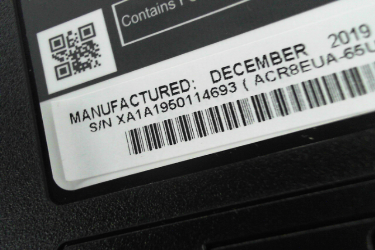 Contains
MANUFACTURED: DECEMBER 2019
S/N XA1A1950114693 ( ACR8EUA-65U